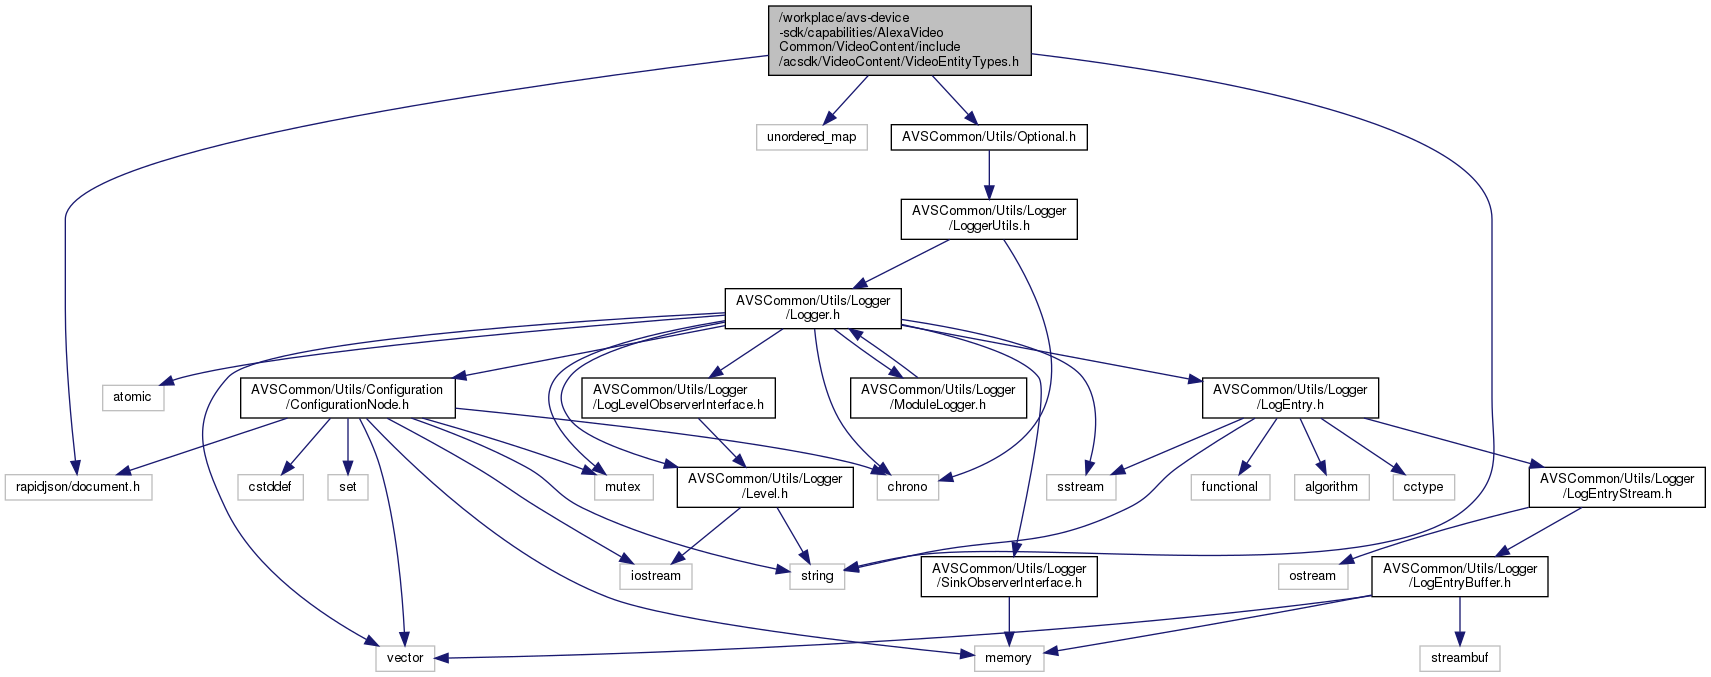 /workplace/avs-device
-sdk/capabilities/AlexaVideo
Common/VideoContent/include
/acsdk/VideoContent/VideoEntityTypes.h
unordered_map
AVSCommon/Utils/Optional.h
AVSCommon/Utils/Logger
/LoggerUtils.h
AVSCommon/Utils/Logger
/Logger.h
atomic
AVSCommon/Utils/Configuration
/ConfigurationNode.h
AVSCommon/Utils/Logger
/LogLevelObserverInterface.h
AVSCommon/Utils/Logger
/ModuleLogger.h
AVSCommon/Utils/Logger
/LogEntry.h
rapidjson/document.h
cstddef
set
mutex
AVSCommon/Utils/Logger
/Level.h
chrono
sstream
functional
algorithm
cctype
AVSCommon/Utils/Logger
/LogEntryStream.h
iostream
string
AVSCommon/Utils/Logger
/SinkObserverInterface.h
ostream
AVSCommon/Utils/Logger
/LogEntryBuffer.h
vector
memory
streambuf